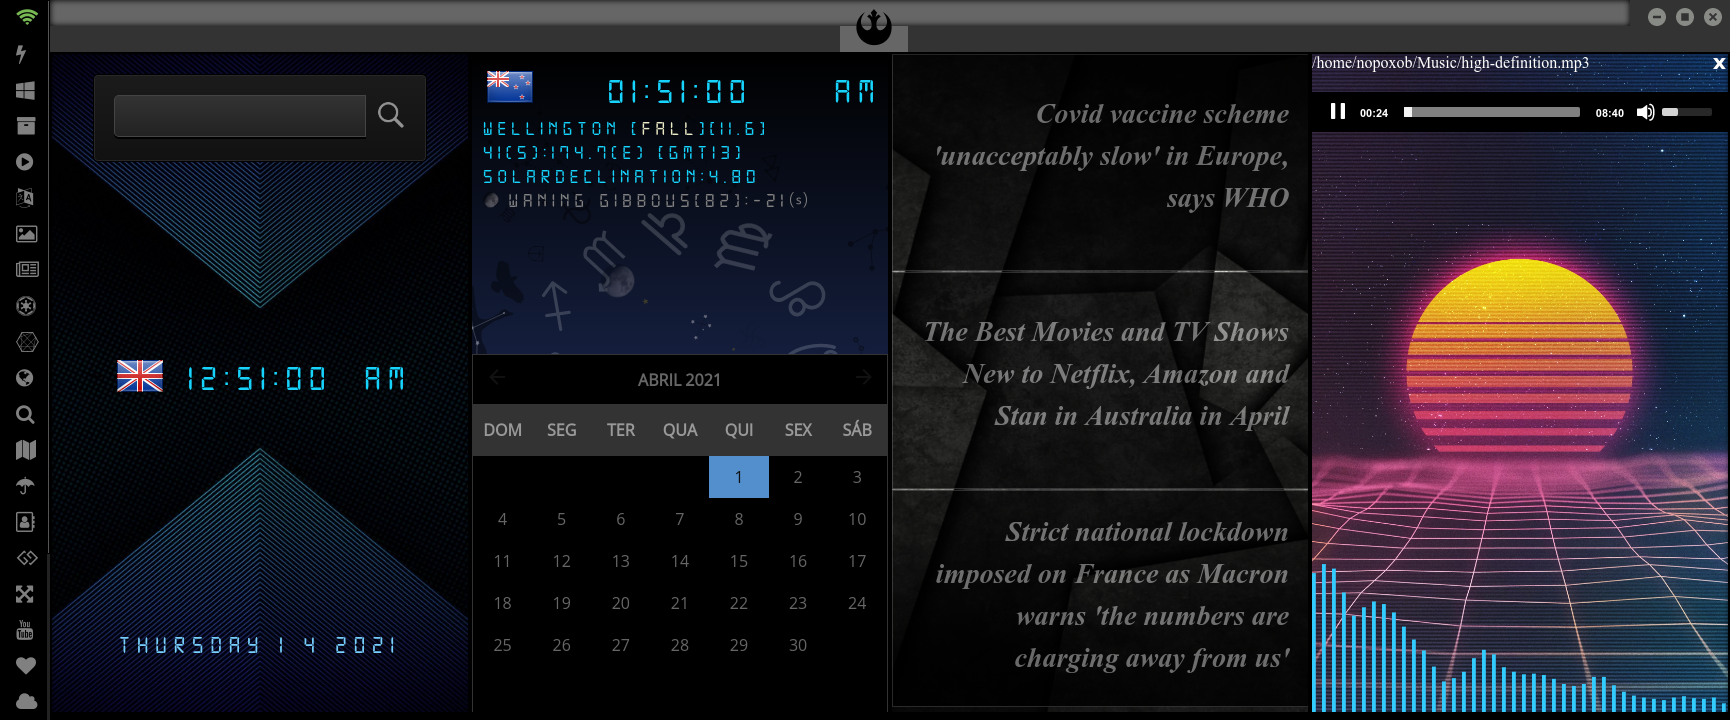 12:51:00 AM
THURSDAY 1 4 2021
01:51:00 AM
WELLINGTON (FALL)(11.6)
41(S):174.7(E) (GMT13)
SOLARDECLINATION:4.80
WANING GIBBOUS(82):-21(s)
ABRIL 2021
DOM SEG TER QUA QUI SEX SÁB
1 2 3
4 5 6 7 8 9 10
11 12 13 14 15 16 17
18 19 20 21 22 23 24
25 26 27 28 29 30
Covid vaccine scheme
'unacceptably slow' in Europe,
says WHO
The Best Movies and TV Shows
New to Netflix, Amazon and
Stan in Australia in April
Strict national lockdown
imposed on France as Macron
warns 'the numbers are
charging away from us'
/home/nopoxob/Music/high-definition.mp3 x
00:24 08:40
You
Tube